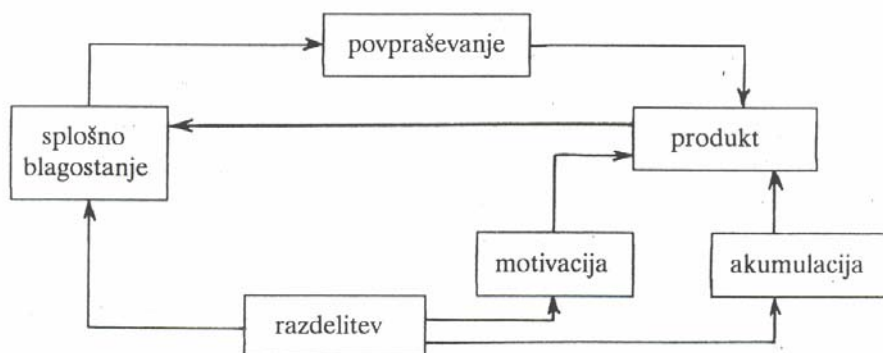 povpraševanje
splošno
blagostanje
produkt
motivacija
akumulacija
razdelitev